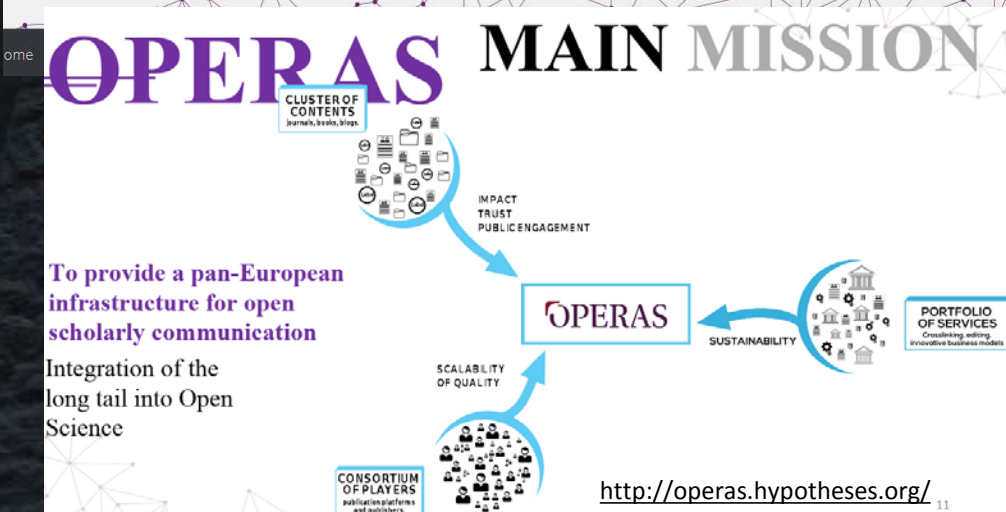 ome
OPERAS MAIN MISSION
CLUSTER OF
CONTENTS
journals, books, blogs.
IMPACT
TRUST
PUBLIC ENGAGEMENT
To provide a pan-European
infrastructure for open
scholarly communication
Integration of the
long tail into Open
Science
OPERAS
SUSTAINABILITY
PORTFOLIO
OF SERVICES
Crosslinking, editing,
innovative business models
SCALABILITY
OF QUALITY
CONSORTIUM
OF PLAYERS
publication platforms
and publishers.
http://operas.hypotheses.org/
11